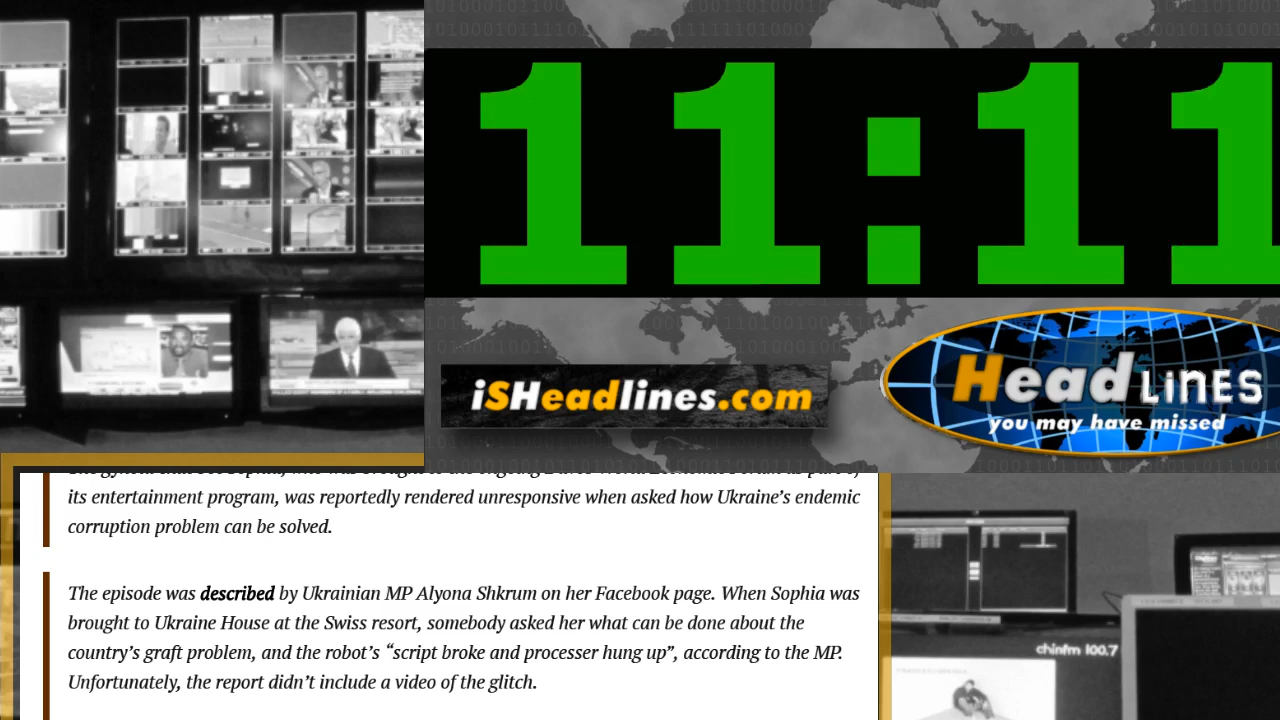 11:11
iSHeadlines.com
HeadLINES
you may have missed
its entertainment program, was reportedly rendered unresponsive when asked how Ukraine’s endemic
corruption problem can be solved.
The episode was described by Ukrainian MP Alyona Shkrum on her Facebook page. When Sophia was
brought to Ukraine House at the Swiss resort, somebody asked her what can be done about the
country’s graft problem, and the robot’s “script broke and processer hung up”, according to the MP.
Unfortunately, the report didn’t include a video of the glitch.
chinfm 100.7